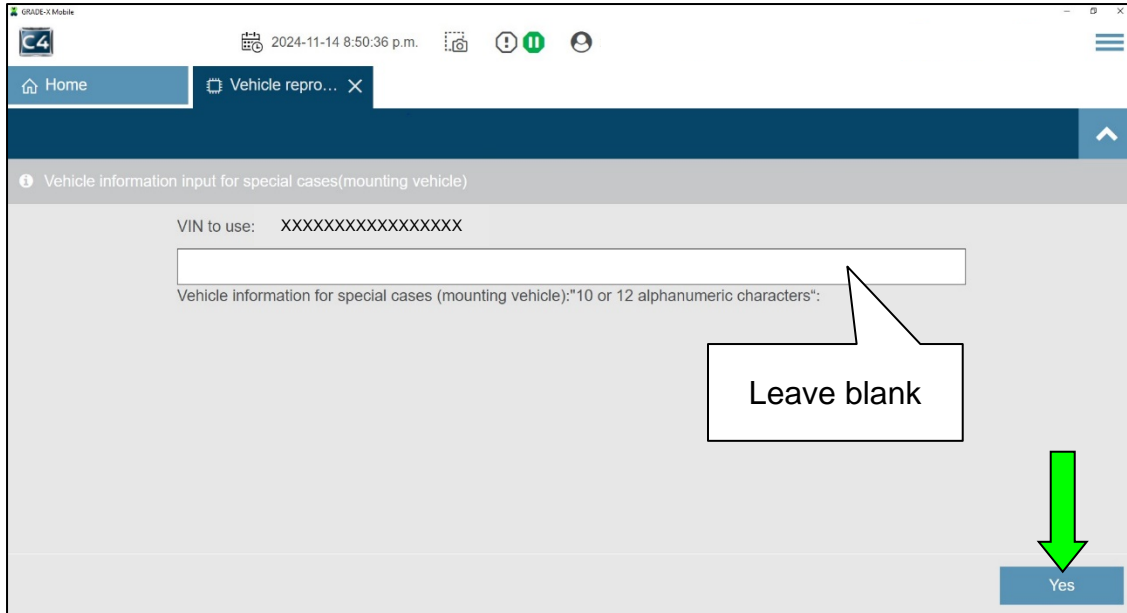 GRADE-X Mobile
C4 2024-11-14 8:50:36 p.m.
Home Vehicle repro...
Vehicle information input for special cases(mounting vehicle)
VIN to use: XXXXXXXXXXXXXXXXX
Vehicle information for special cases (mounting vehicle):"10 or 12 alphanumeric characters“:
Leave blank
Yes